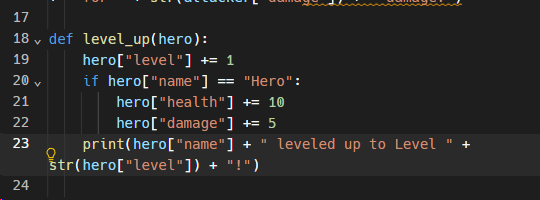 17
18 def level_up(hero):
19 hero["level"] += 1
20 if hero["name"] == "Hero":
21 hero["health"] += 10
22 hero["damage"] += 5
23 print(hero["name"] + " leveled up to Level " +
str(hero["level"]) + "!")
24